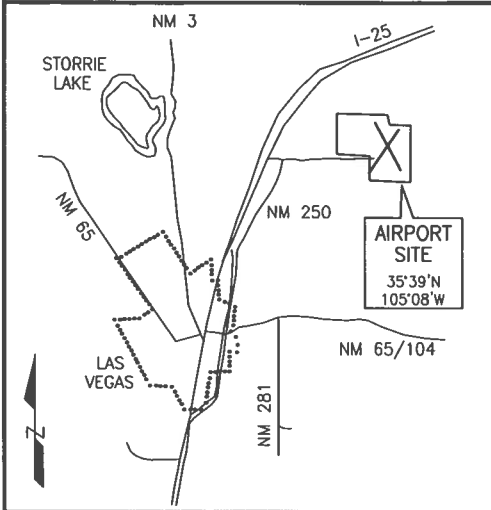 NM 3
I-25
STORRIE
LAKE
NM 65
NM 250
AIRPORT
SITE
35°39'N
105°08'W
NM 65/104
LAS
VEGAS
NM 281
N